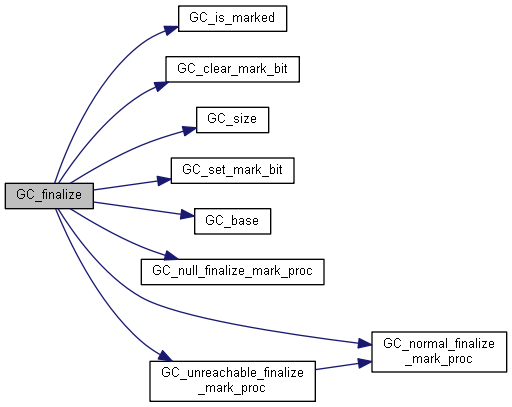 GC_is_marked
GC_clear_mark_bit
GC_size
GC_set_mark_bit
GC_finalize
GC_base
GC_null_finalize_mark_proc
GC_normal_finalize
_mark_proc
GC_unreachable_finalize
_mark_proc